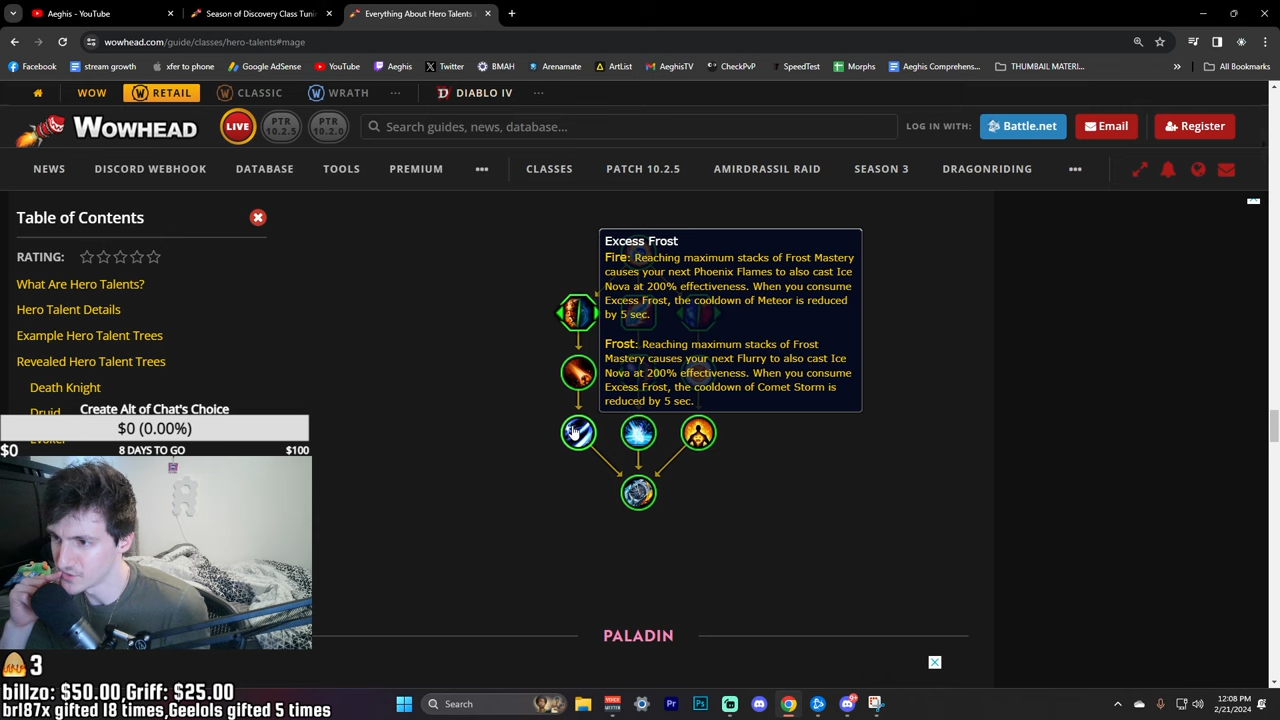 Aeghis - YouTube
Season of Discovery Class Tuni
Everything About Hero Talents
wowhead.com/guide/classes/hero-talents#mage
Facebook
stream growth
xfer to phone
Google AdSense
YouTube
Aeghis
Twitter
BMAH
Arenamate
ArtList
AeghisTV
CheckPvP
SpeedTest
Morphs
Aeghis Comprehens...
THUMBAIL MATERI...
All Bookmarks
WOW
RETAIL
CLASSIC
WRATH
DIABLO IV
WOWHEAD
LIVE
PTR
10.2.5
PTR
10.2.0
Search guides, news, database...
LOG IN WITH:
Battle.net
Email
Register
NEWS
DISCORD WEBHOOK
DATABASE
TOOLS
PREMIUM
CLASSES
PATCH 10.2.5
AMIRDRASSIL RAID
SEASON 3
DRAGONRIDING
Table of Contents
RATING:
What Are Hero Talents?
Hero Talent Details
Example Hero Talent Trees
Revealed Hero Talent Trees
Death Knight
Create Alt of Chat's Choice
$0 (0.00%)
$0
8 DAYS TO GO
$100
Excess Frost
Fire: Reaching maximum stacks of Frost Mastery
causes your next Phoenix Flames to also cast Ice
Nova at 200% effectiveness. When you consume
Excess Frost, the cooldown of Meteor is reduced
by 5 sec.
Frost: Reaching maximum stacks of Frost
Mastery causes your next Flurry to also cast Ice
Nova at 200% effectiveness. When you consume
Excess Frost, the cooldown of Comet Storm is
reduced by 5 sec.
PALADIN
3
billzo: $50.00,Griff: $25.00
brl87x gifted 18 times,Geelols gifted 5 times
Search
12:08 PM
2/21/2024